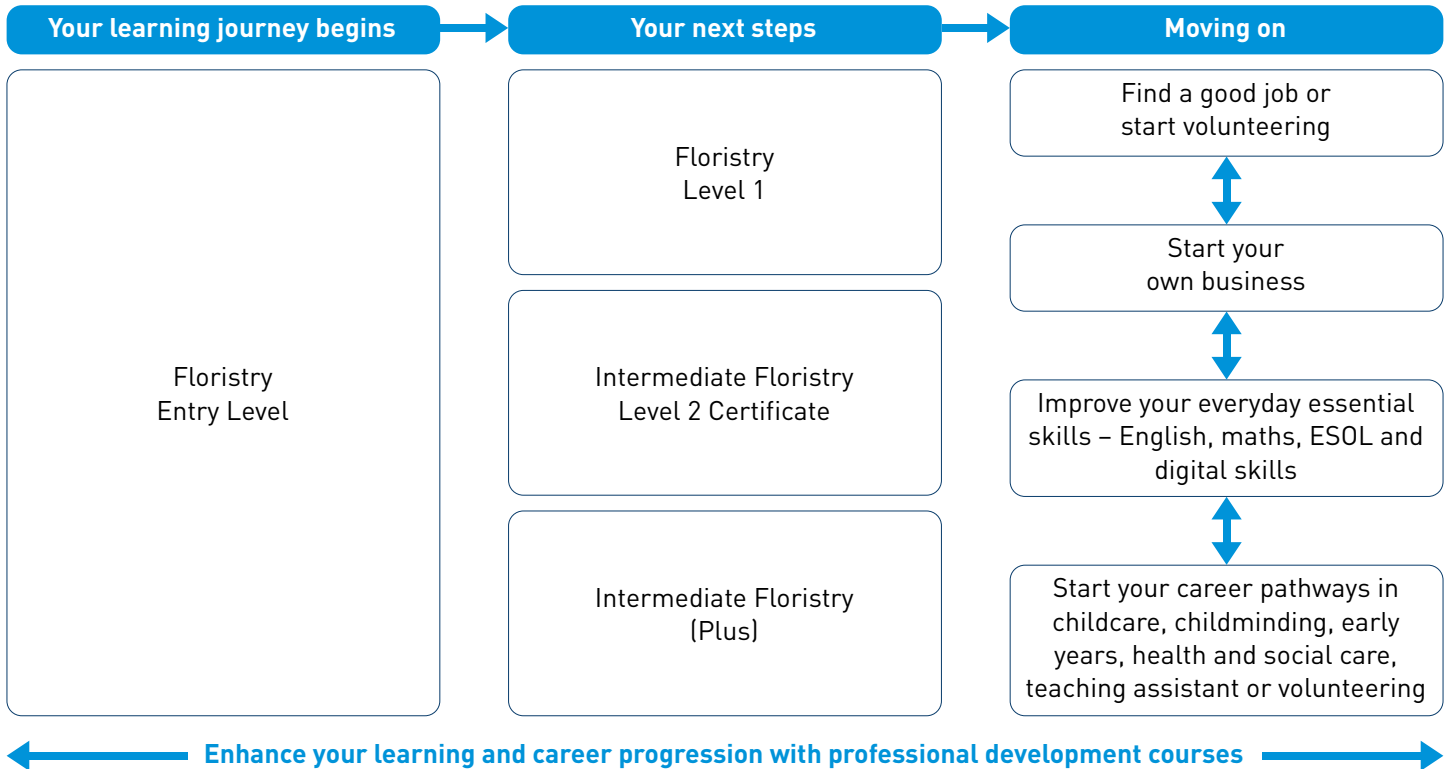 Your learning journey begins
Your next steps
Moving on
Floristry
Entry Level
Floristry
Level 1
Intermediate Floristry
Level 2 Certificate
Intermediate Floristry
(Plus)
Find a good job or
start volunteering
Start your
own business
Improve your everyday essential
skills – English, maths, ESOL and
digital skills
Start your career pathways in
childcare, childminding, early
years, health and social care,
teaching assistant or volunteering
Enhance your learning and career progression with professional development courses